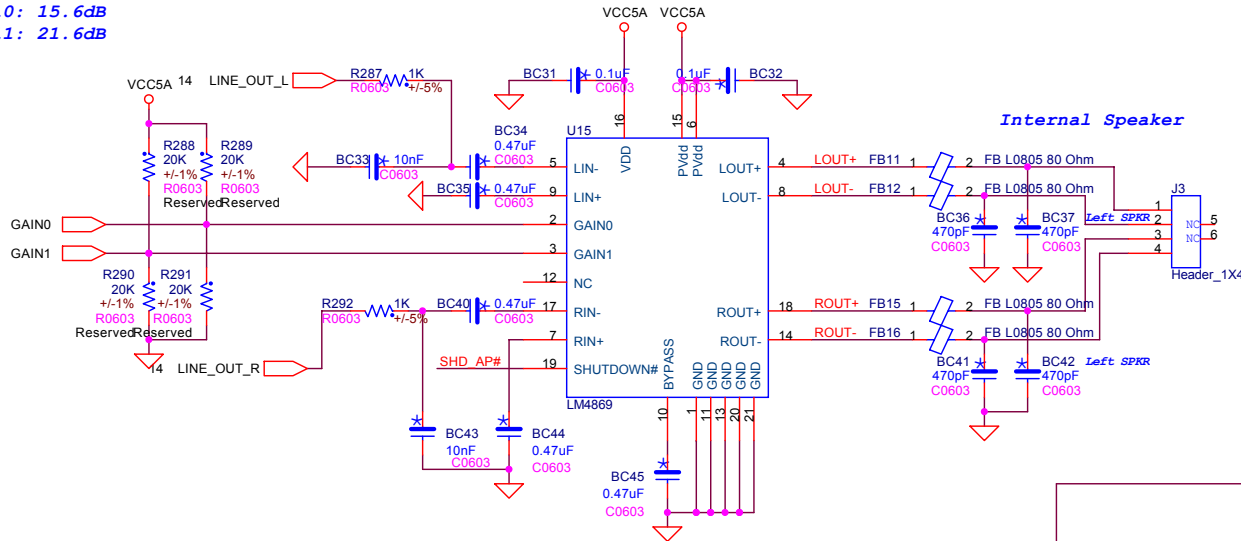 .0: 15.6dB
.1: 21.6dB
VCC5A
VCC5A
VCC5A
14 LINE_OUT_L
R287
1K
R0603
+/-5%
BC31
0.1uF
C0603
0.1uF
C0603
BC32
Internal Speaker
R288
20K
+/-1%
R0603
Reserved
R289
20K
+/-1%
R0603
Reserved
BC33
10nF
C0603
BC34
0.47uF
C0603
BC35
0.47uF
C0603
U15
16
15
6
VDD
PVdd
PVdd
5
LIN-
9
LIN+
2
GAIN0
3
GAIN1
12
NC
17
RIN-
7
RIN+
19
SHUTDOWN#
LM4869
LOUT+
4
LOUT-
8
ROUT+
18
ROUT-
14
BYPASS
GND
GND
GND
GND
GND
10
1
11
13
20
21
LOUT+
FB11
1
2
FB L0805 80 Ohm
LOUT-
FB12
1
2
FB L0805 80 Ohm
BC36
470pF
C0603
BC37
470pF
C0603
Left SPKR
J3
1
2
3
4
NC
NC
5
6
Header_1X4
GAIN0
GAIN1
R290
20K
+/-1%
R0603
Reserved
R291
20K
+/-1%
R0603
Reserved
R292
1K
R0603
+/-5%
BC40
0.47uF
C0603
14 LINE_OUT_R
SHD_AP#
ROUT+
FB15
1
2
FB L0805 80 Ohm
ROUT-
FB16
1
2
FB L0805 80 Ohm
BC41
470pF
C0603
BC42
470pF
C0603
Left SPKR
BC43
10nF
C0603
BC44
0.47uF
C0603
BC45
0.47uF
C0603